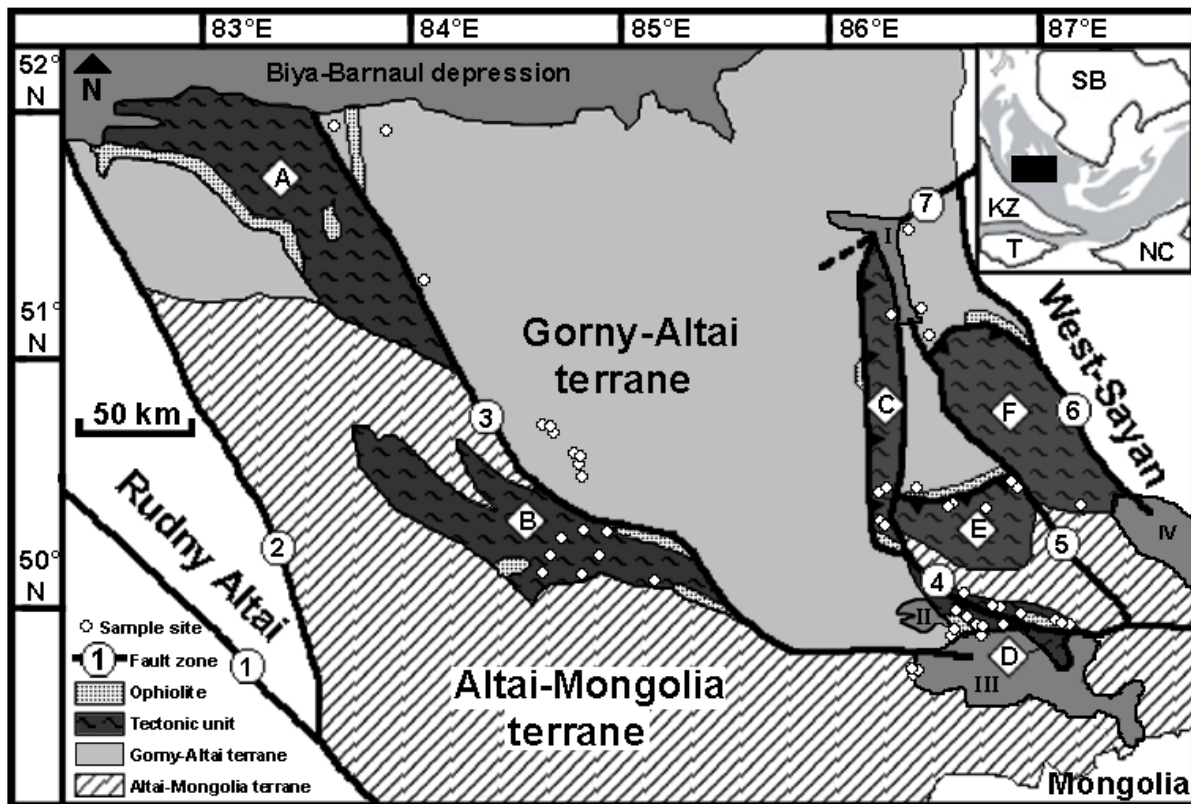 83°E
84°E
85°E
86°E
87°E
52°
N
N
Biya-Barnaul depression
SB
KZ
T
NC
A
7
I
51°
N
Gorny-Altai
terrane
West-Sayan
50 km
3
C
F
6
Rudny Altai
2
B
E
IV
5
50°
N
4
II
D
III
Altai-Mongolia
terrane
1
Sample site
1 Fault zone
Ophiolite
Tectonic unit
Gorny-Altai terrane
Altai-Mongolia terrane
Mongolia